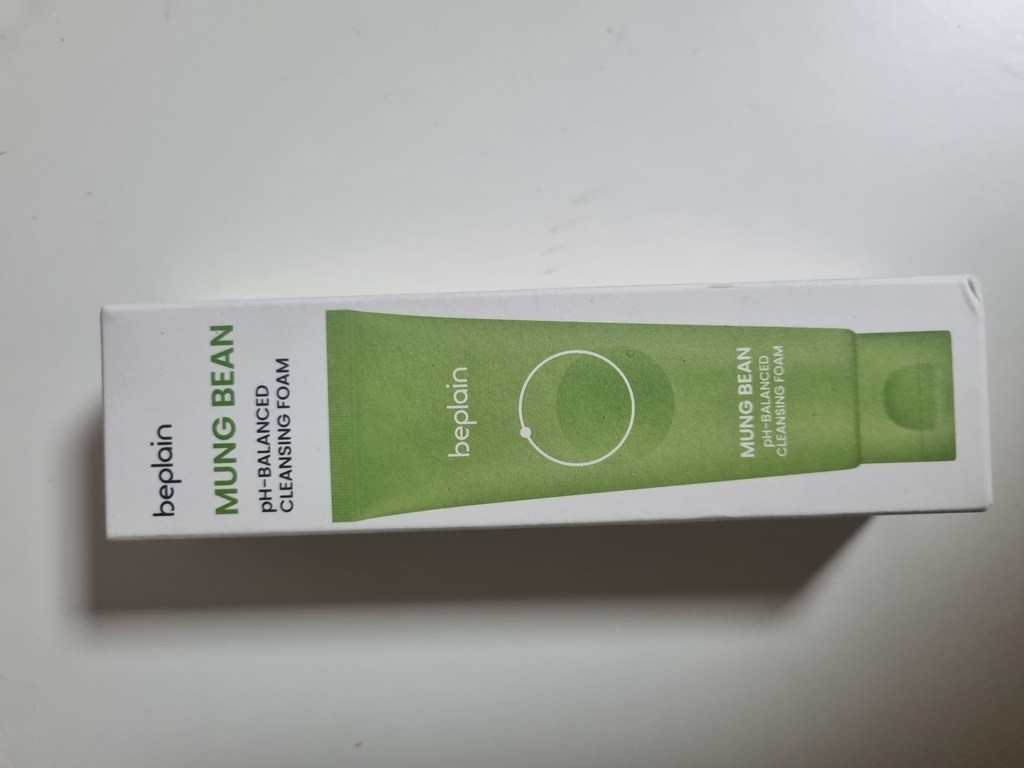 beplain
MUNG BEAN
pH-BALANCED
CLEANSING FOAM
beplain
MUNG BEAN
pH-BALANCED
CLEANSING FOAM